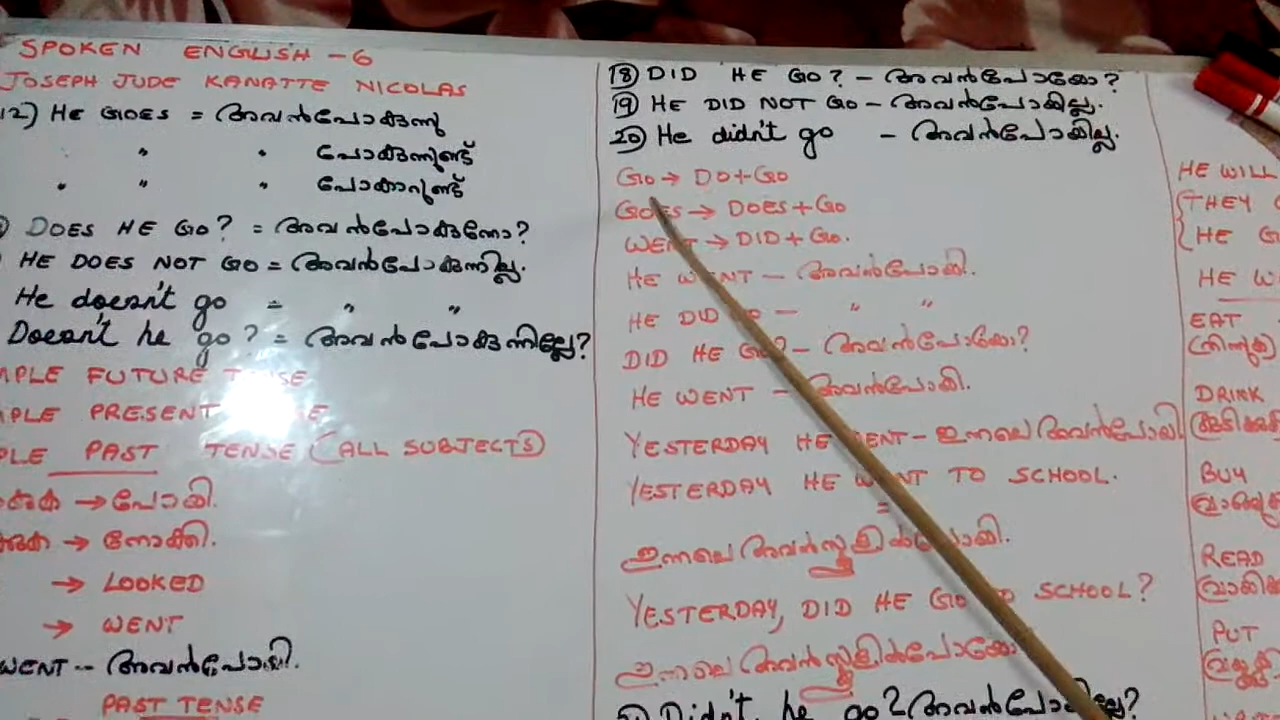 SPOKEN ENGLISH - 6
JOSEPH JUDE KANATTE NICOLAS
12) HE GOES = അവൻപോകുന്നു
" " പോകുന്നുണ്ട്
" " " പോകാറുണ്ട്
DOES HE GO? = അവൻപോകുന്നോ?
HE DOES NOT GO = അവൻപോകുന്നില്ല.
He doesn't go = " "
Doesn't he go? = അവൻപോകുന്നില്ലേ?
FUTURE
PRESENT
PAST TENSE (ALL SUBJECTS)
→ പോകി.
→ നോക്കി.
→ LOOKED
→ WENT
WENT -- അവൻപോയി.
PAST TENSE
(18) DID HE GO? - അവൻപോയോ?
(19) HE DID NOT GO - അവൻപോയില്ല.
(20) He didn't go - അവൻപോയില്ല.
GO → DO+GO
GOES → DOES+GO
WENT → DID+GO.
HE WENT - അവൻപോകി.
HE DID GO - " "
DID HE GO? - അവൻപോയോ?
HE WENT - അവൻപോകി.
YESTERDAY HE WENT - ഇന്നലെ അവൻപോയി
YESTERDAY HE WENT TO SCHOOL.
=
ഇന്നലെ അവൻസ്കൂളിൽപോകി.
YESTERDAY, DID HE GO TO SCHOOL?
ഇന്നലെ അവൻസ്കൂളിൽപോയോ
Didn't he go? അവൻപോയില്ലേ?
HE WILL
{THEY
HE
HE
EAT
DRINK
BUY
READ
PUT